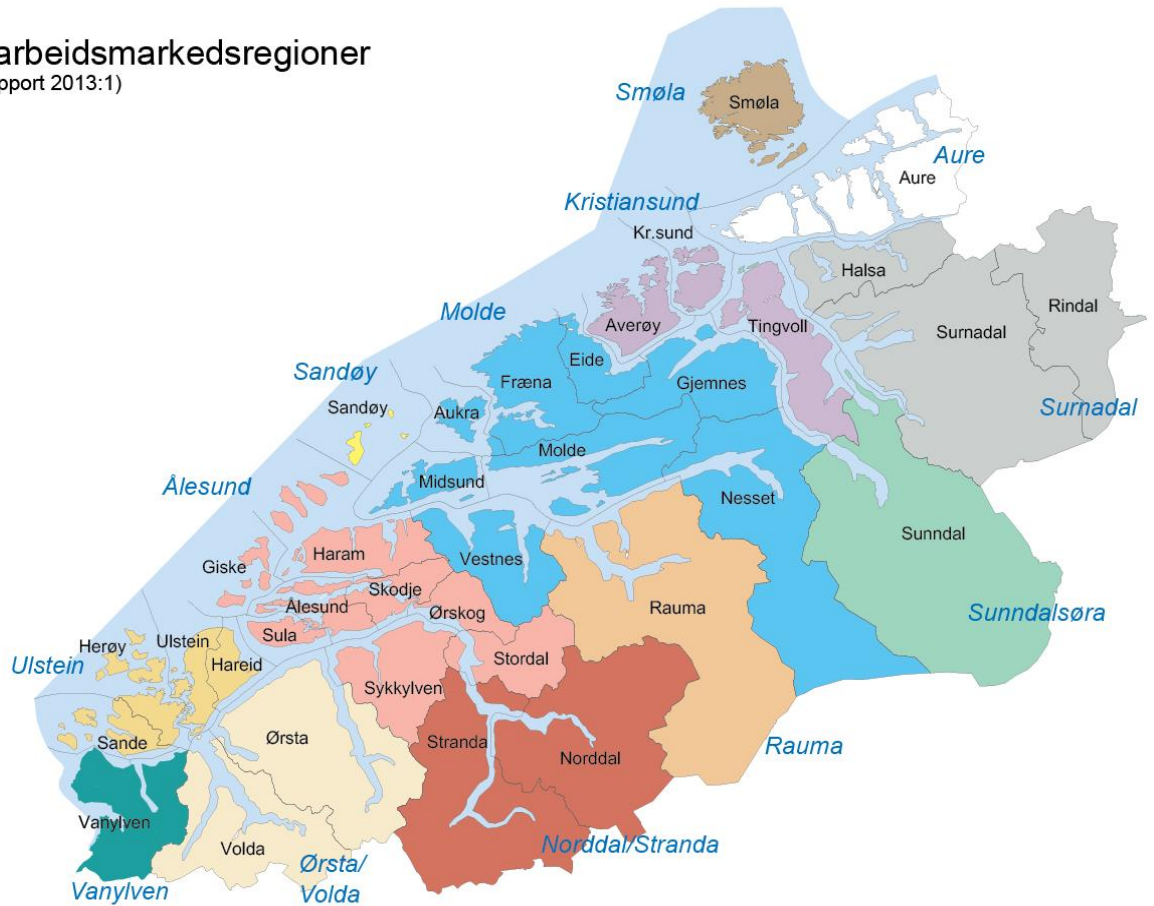 arbeidsmarkedsregioner
pport 2013:1)
Smøla
Smøla
Aure
Aure
Kristiansund
Kr.sund
Halsa
Rindal
Molde
Averøy
Tingvoll
Surnadal
Eide
Sandøy
Fræna
Gjemnes
Sandøy
Aukra
Surnadal
Molde
Ålesund
Midsund
Nesset
Sunndal
Haram
Vestnes
Giske
Skodje
Ålesund
Ørskog
Rauma
Sunndalsøra
Sula
Herøy
Ulstein
Ulstein
Hareid
Stordal
Sykkylven
Sande
Ørsta
Stranda
Norddal
Rauma
Vanylven
Volda
Norddal/Stranda
Ørsta/
Volda
Vanylven